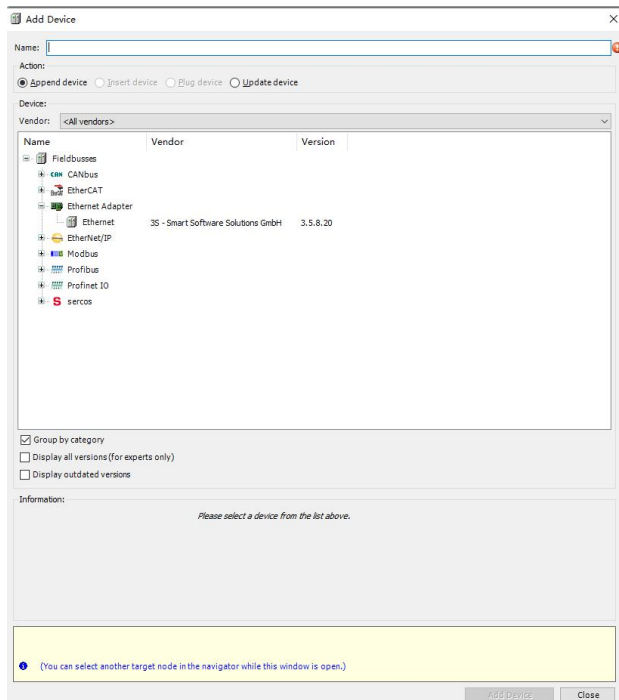 Add Device
Name:
Action:
Append device Insert device Plug device Update device
Device:
Vendor: <All vendors>
Name Vendor Version
Fieldbusses
CAN CANbus
EtherCAT
Ethernet Adapter
Ethernet 3S - Smart Software Solutions GmbH 3.5.8.20
EtherNet/IP
Modbus
Profibus
Profinet IO
S sercos
Group by category
Display all versions (for experts only)
Display outdated versions
Information:
Please select a device from the list above.
(You can select another target node in the navigator while this window is open.)
Add Device Close